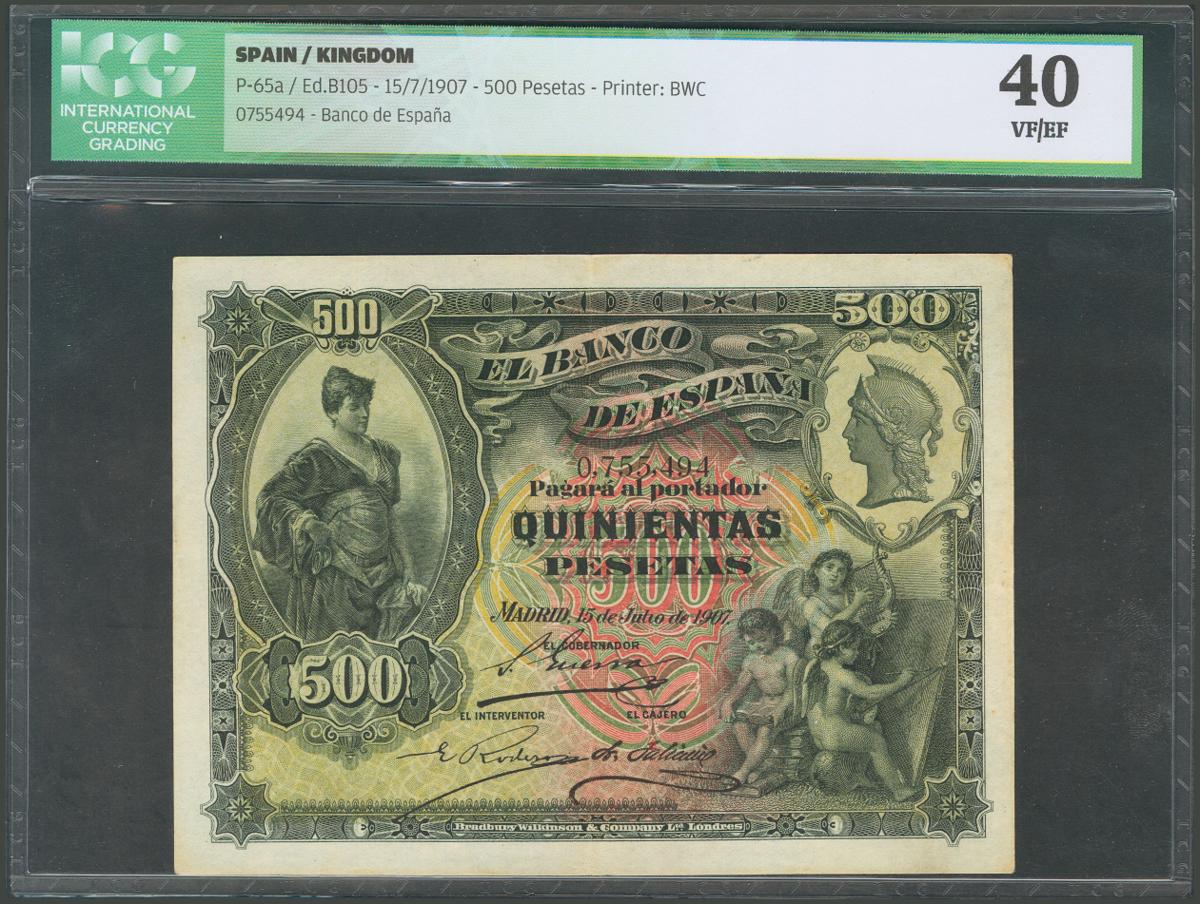 ICG
INTERNATIONAL
CURRENCY
GRADING
SPAIN / KINGDOM
P-65a / Ed.B105 - 15/7/1907 - 500 Pesetas - Printer: BWC
0755494 - Banco de España
40
VF/EF
500
500
EL BANCO
DE ESPAÑA
0,755,494
Pagará al portador
QUINIENTAS
500
PESETAS
MADRID, 15 de Julio de 1907.
EL GOBERNADOR
500
EL INTERVENTOR
EL CAJERO
Bradbury Wilkinson & Company Ld. Londres